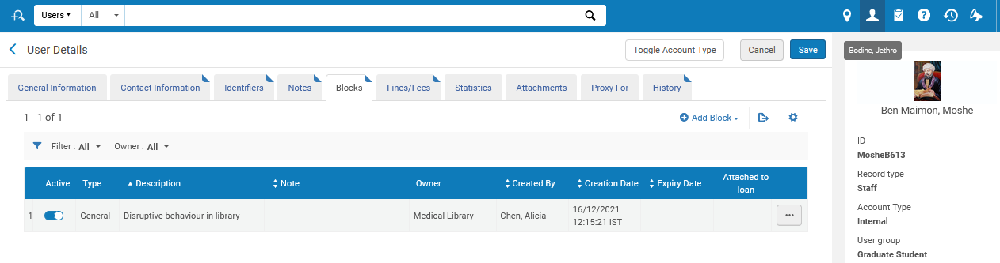 Users All
User Details
Toggle Account Type Cancel Save
Bodine, Jethro
General Information Contact Information Identifiers Notes Blocks Fines/Fees Statistics Attachments Proxy For History
1 - 1 of 1
Add Block
Filter : All Owner : All
Active Type Description Note Owner Created By Creation Date Expiry Date Attached to
loan
1 General Disruptive behaviour in library - Medical Library Chen, Alicia 16/12/2021 -
12:15:21 IST
Ben Maimon, Moshe
ID
MosheB613
Record type
Staff
Account Type
Internal
User group
Graduate Student